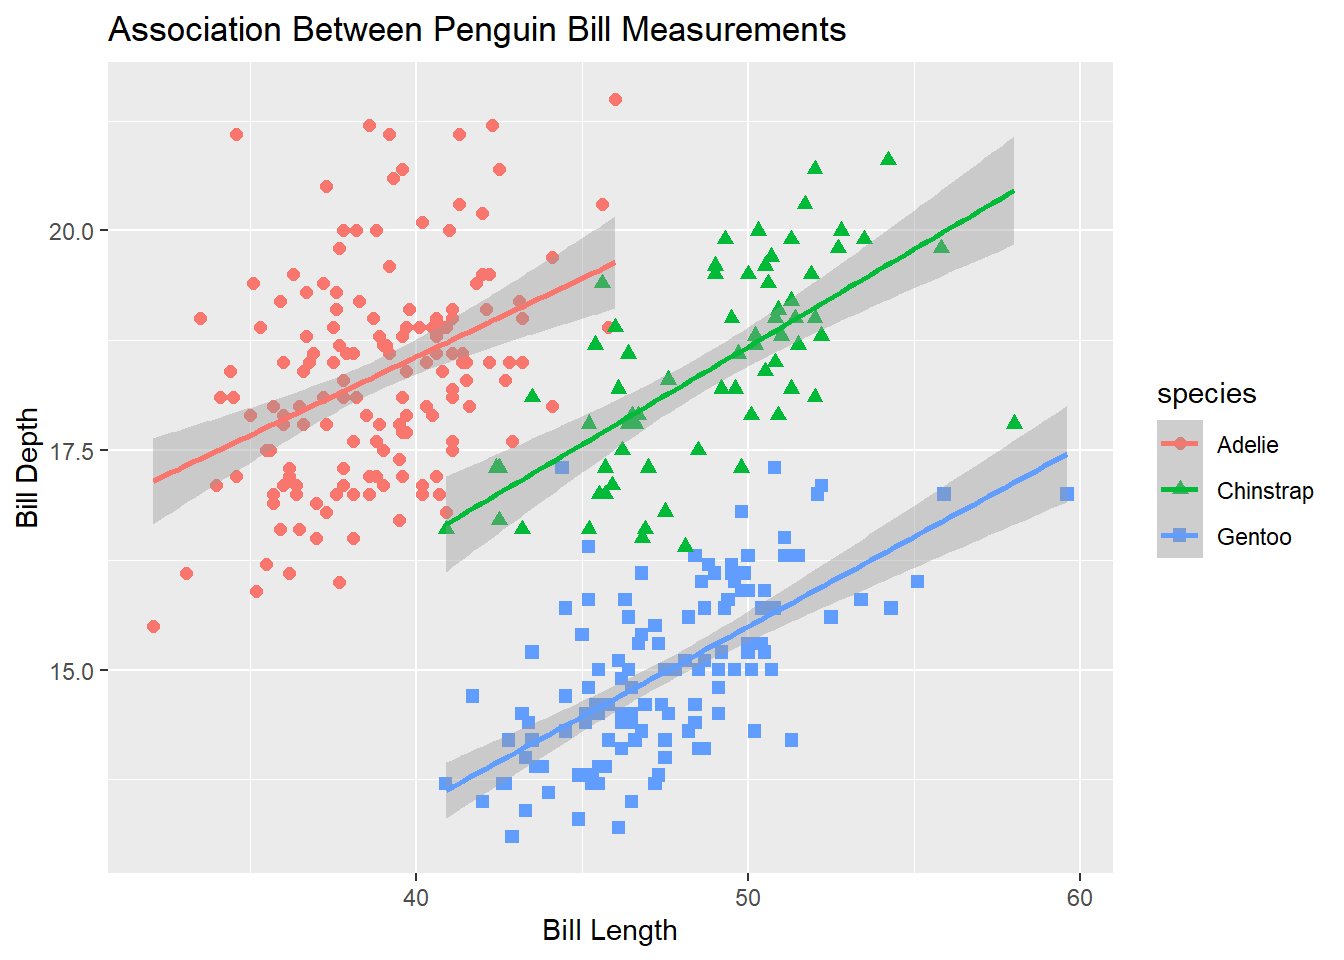 Association Between Penguin Bill Measurements
Bill Depth
20.0
17.5
15.0
40
50
60
Bill Length
species
Adelie
Chinstrap
Gentoo